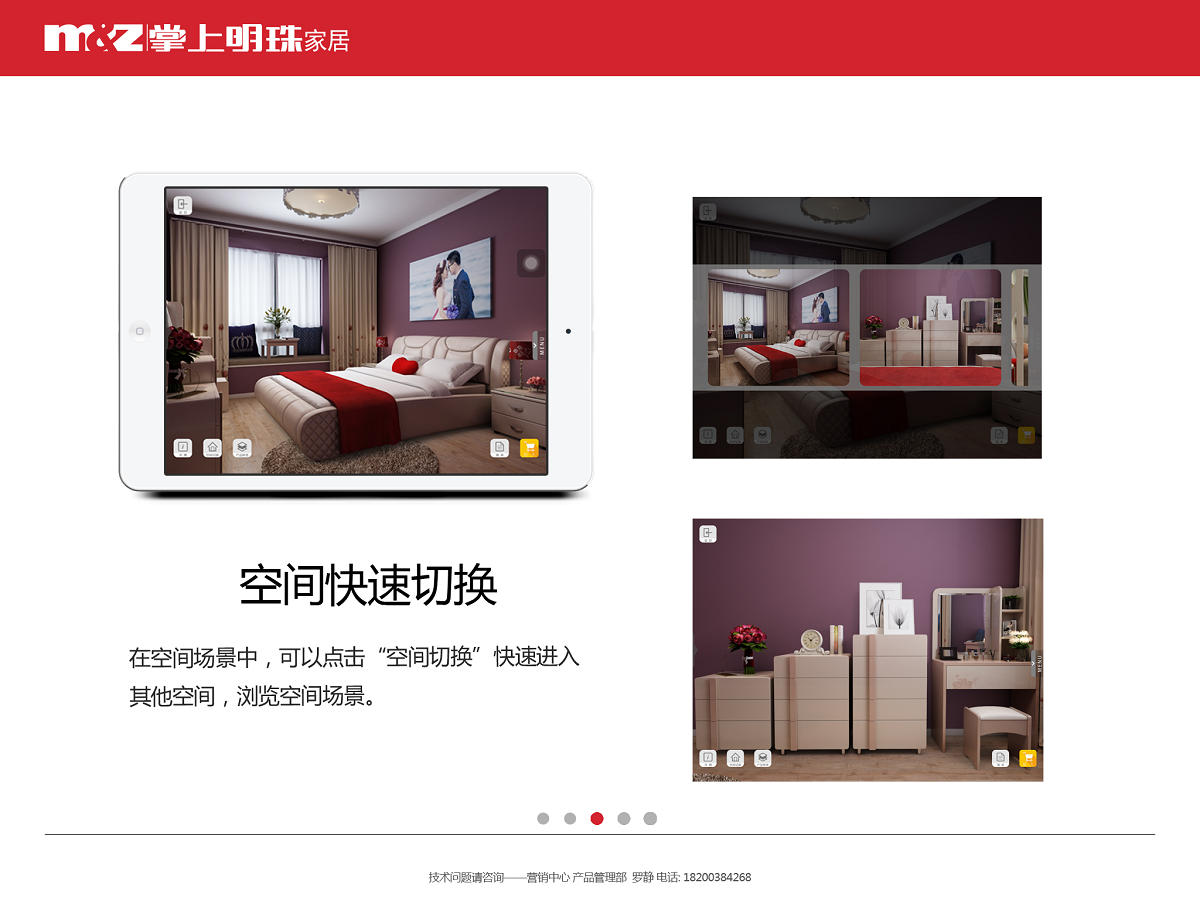 m&z掌上明珠家居
MENU
空间快速切换
在空间场景中，可以点击“空间切换”快速进入
其他空间，浏览空间场景。
MENU
技术问题请咨询——营销中心 产品管理部 罗静 电话: 18200384268